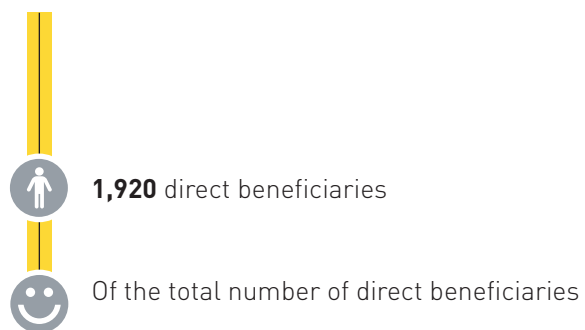 1,920 direct beneficiaries
Of the total number of direct beneficiaries